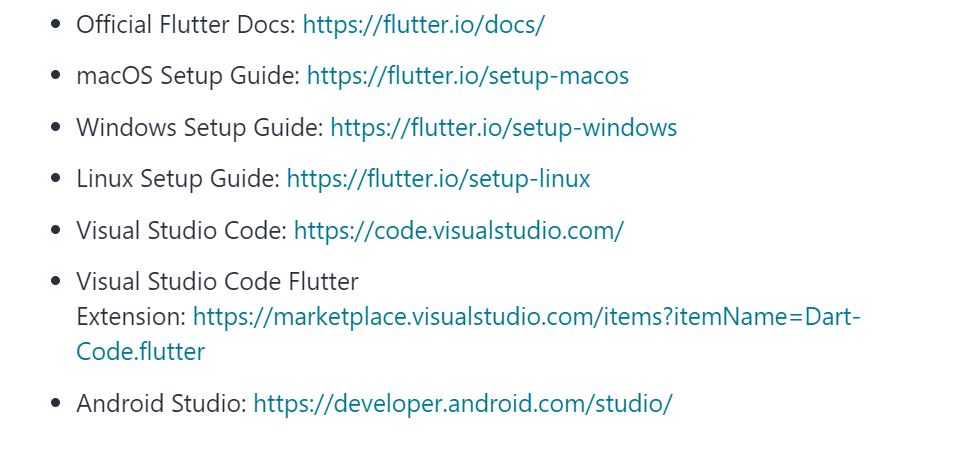 Official Flutter Docs: https://flutter.io/docs/
macOS Setup Guide: https://flutter.io/setup-macos
Windows Setup Guide: https://flutter.io/setup-windows
Linux Setup Guide: https://flutter.io/setup-linux
Visual Studio Code: https://code.visualstudio.com/
Visual Studio Code Flutter
Extension: https://marketplace.visualstudio.com/items?itemName=Dart-
Code.flutter
Android Studio: https://developer.android.com/studio/